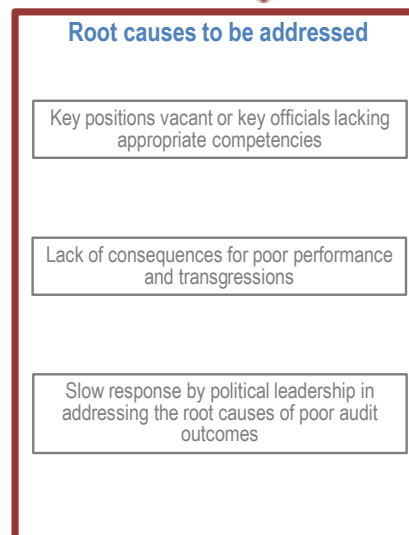 Root causes to be addressed
Key positions vacant or key officials lacking
appropriate competencies
Lack of consequences for poor performance
and transgressions
Slow response by political leadership in
addressing the root causes of poor audit
outcomes